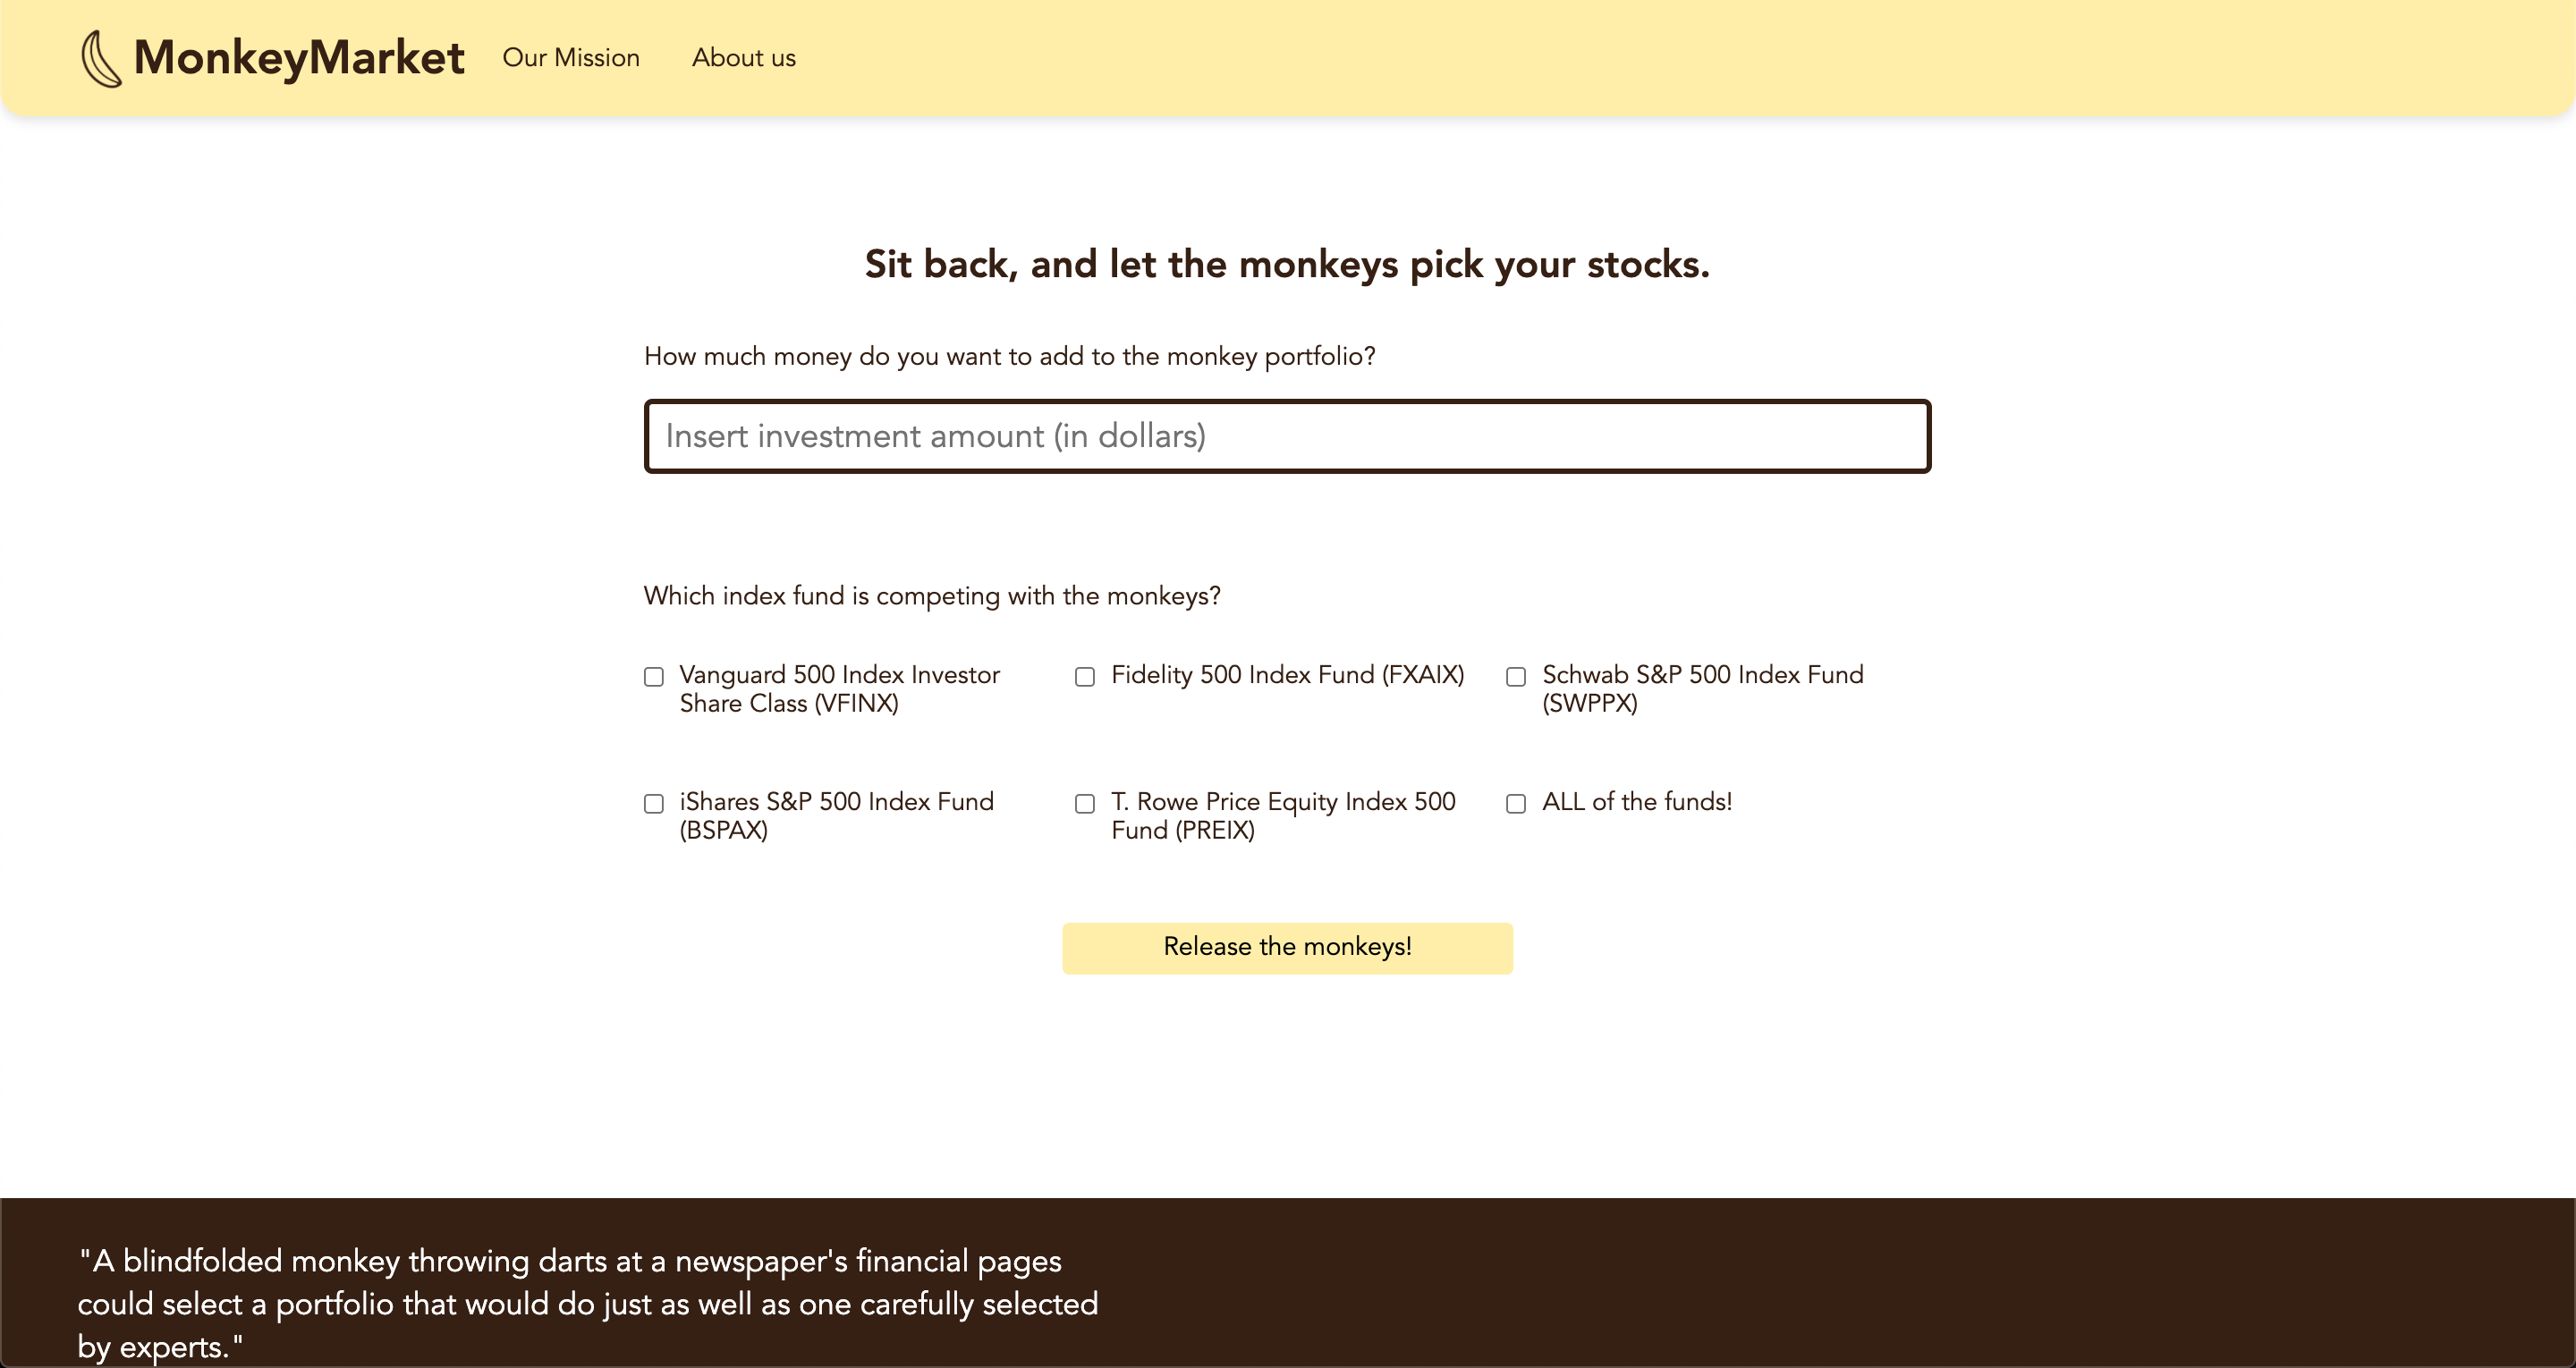 MonkeyMarket
Our Mission
About us
Sit back, and let the monkeys pick your stocks.
How much money do you want to add to the monkey portfolio?
Insert investment amount (in dollars)
Which index fund is competing with the monkeys?
Vanguard 500 Index Investor
Share Class (VFINX)
Fidelity 500 Index Fund (FXAIX)
Schwab S&P 500 Index Fund
(SWPPX)
iShares S&P 500 Index Fund
(BSPAX)
T. Rowe Price Equity Index 500
Fund (PREIX)
ALL of the funds!
Release the monkeys!
"A blindfolded monkey throwing darts at a newspaper's financial pages
could select a portfolio that would do just as well as one carefully selected
by experts."